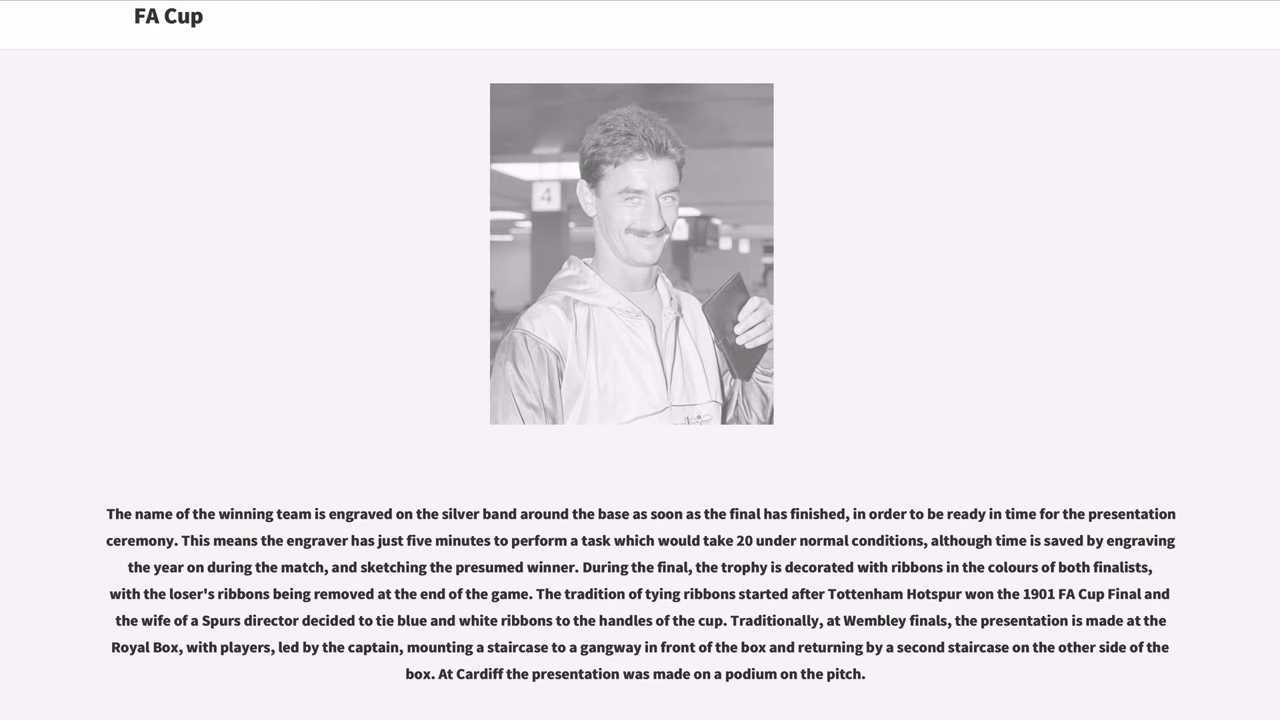 FA Cup
4
The name of the winning team is engraved on the silver band around the base as soon as the final has finished, in order to be ready in time for the presentation
ceremony. This means the engraver has just five minutes to perform a task which would take 20 under normal conditions, although time is saved by engraving
the year on during the match, and sketching the presumed winner. During the final, the trophy is decorated with ribbons in the colours of both finalists,
with the loser's ribbons being removed at the end of the game. The tradition of tying ribbons started after Tottenham Hotspur won the 1901 FA Cup Final and
the wife of a Spurs director decided to tie blue and white ribbons to the handles of the cup. Traditionally, at Wembley finals, the presentation is made at the
Royal Box, with players, led by the captain, mounting a staircase to a gangway in front of the box and returning by a second staircase on the other side of the
box. At Cardiff the presentation was made on a podium on the pitch.